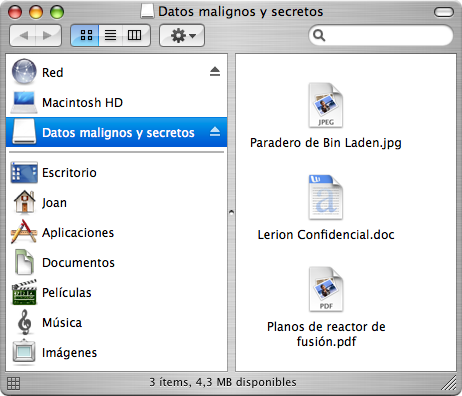 Datos malignos y secretos
Red
Macintosh HD
Datos malignos y secretos
Escritorio
Joan
Aplicaciones
Documentos
Películas
Música
Imágenes
JPEG
Paradero de Bin Laden.jpg
W
a
Lerion Confidencial.doc
PDF
Planos de reactor de
fusión.pdf
3 ítems, 4,3 MB disponibles